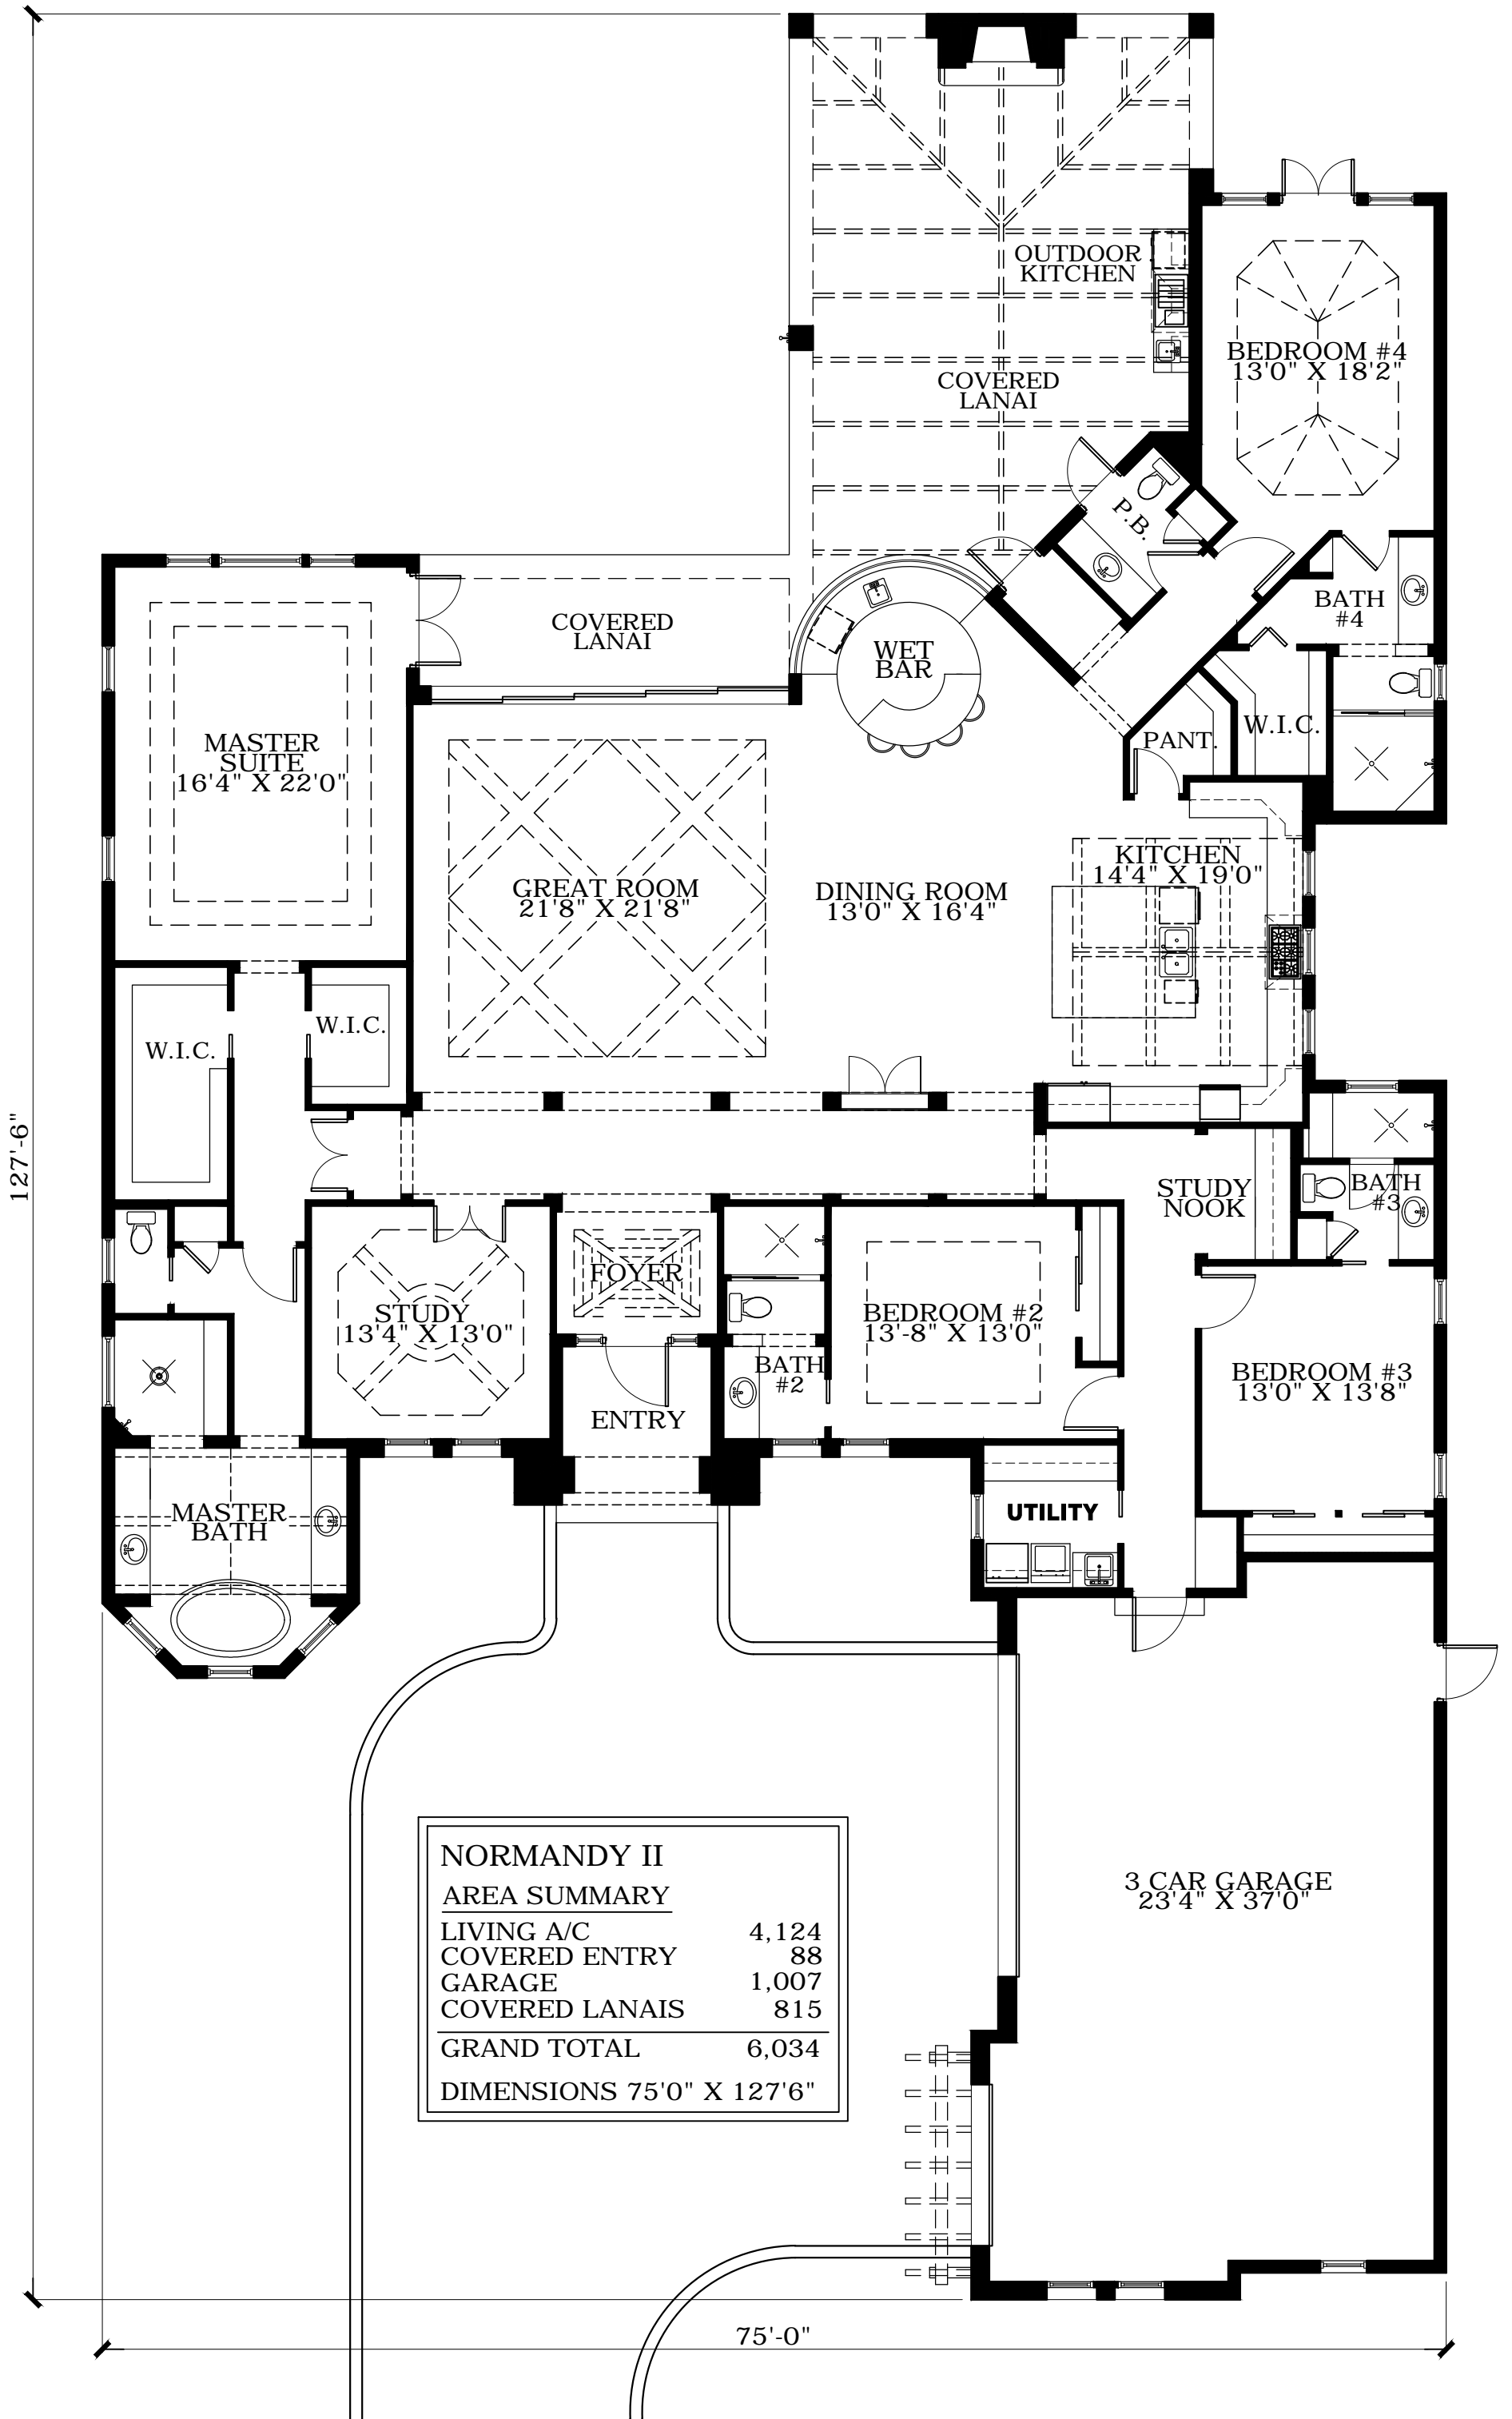 OUTDOOR
KITCHEN
BEDROOM #4
13'0" X 18'2"
COVERED
LANAI
P.B.
BATH
#4
COVERED
LANAI
WET
BAR
W.I.C.
PANT.
MASTER
SUITE
16'4" X 22'0"
KITCHEN
14'4" X 19'0"
GREAT ROOM
21'8" X 21'8"
DINING ROOM
13'0" X 16'4"
W.I.C.
W.I.C.
127'-6"
STUDY
NOOK
BATH
#3
FOYER
STUDY
13'4" X 13'0"
BEDROOM #2
13'-8" X 13'0"
BATH
#2
BEDROOM #3
13'0" X 13'8"
ENTRY
MASTER
BATH
UTILITY
3 CAR GARAGE
23'4" X 37'0"
NORMANDY II
AREA SUMMARY
LIVING A/C 4,124
COVERED ENTRY 88
GARAGE 1,007
COVERED LANAIS 815
GRAND TOTAL 6,034
DIMENSIONS 75'0" X 127'6"
75'-0"